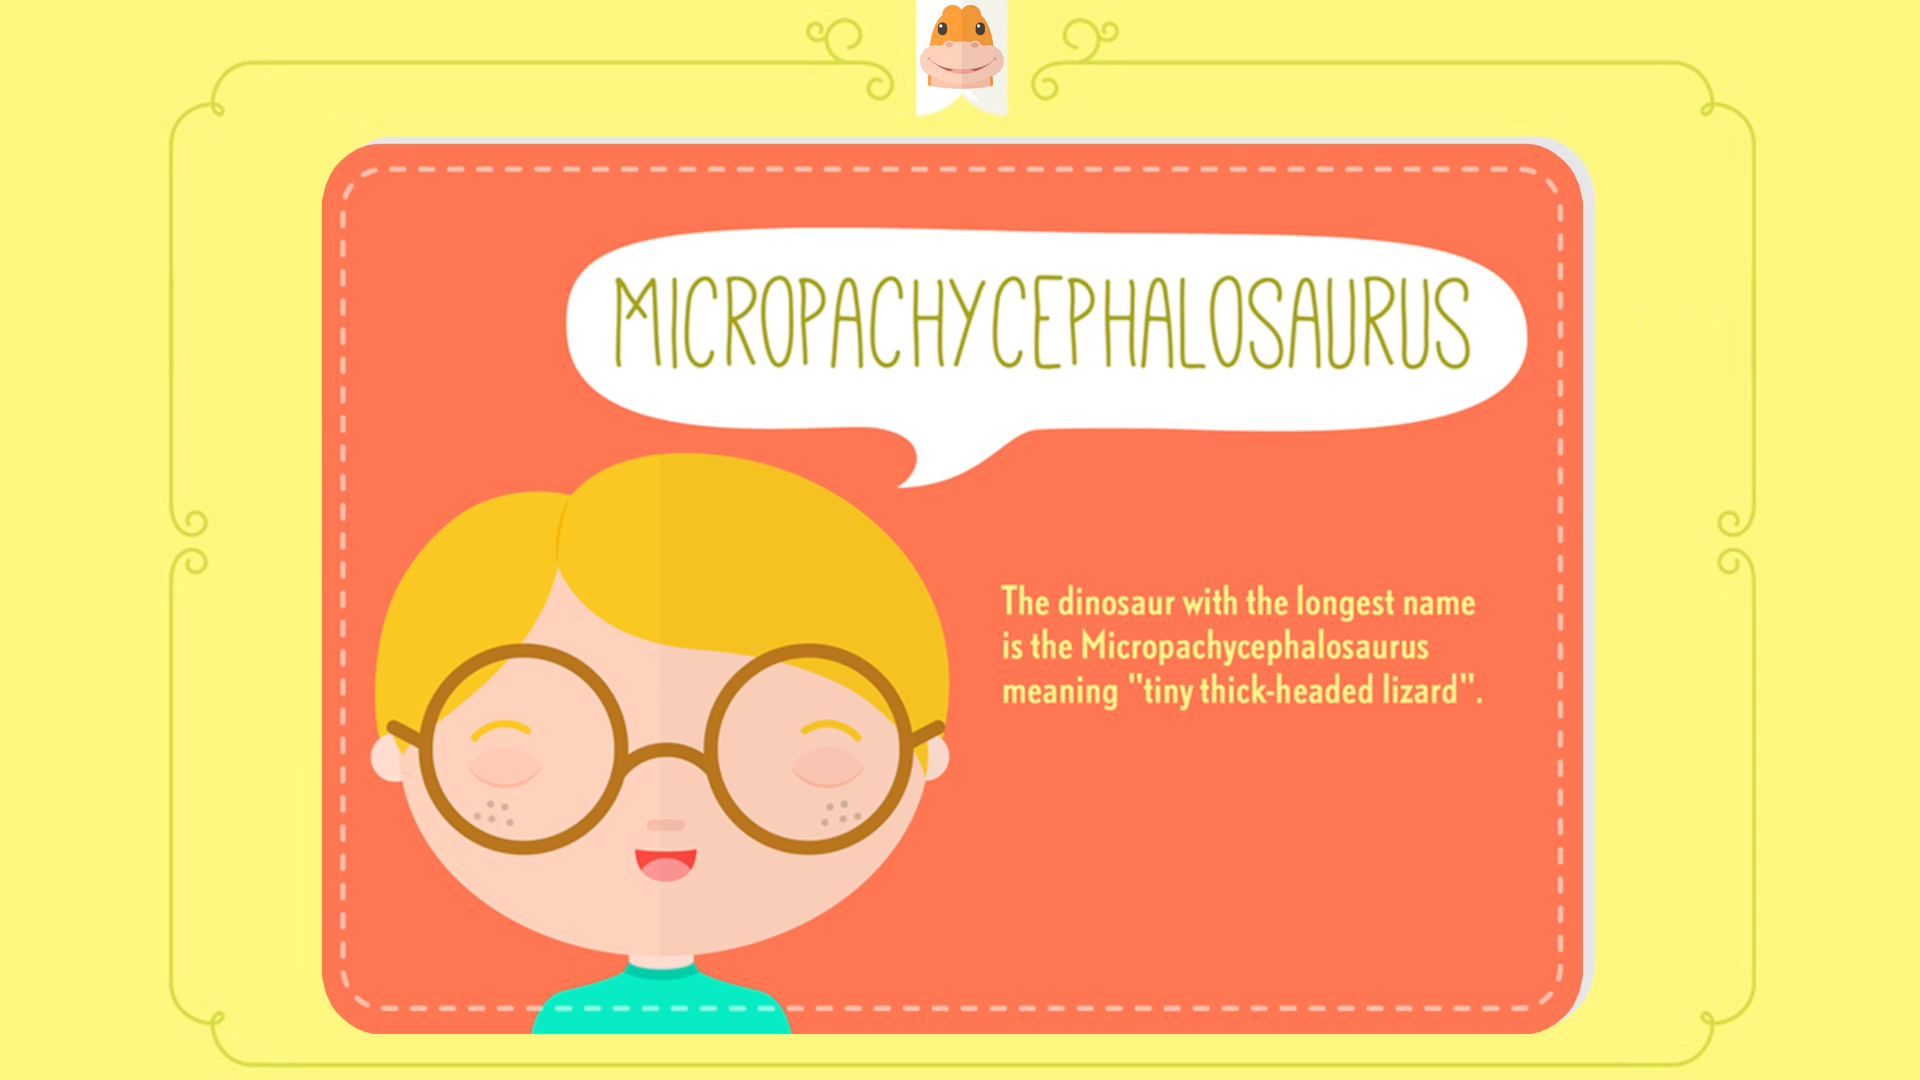 MICROPACHYCEPHALOSAURUS
The dinosaur with the longest name
is the Micropachycephalosaurus
meaning "tiny thick-headed lizard".